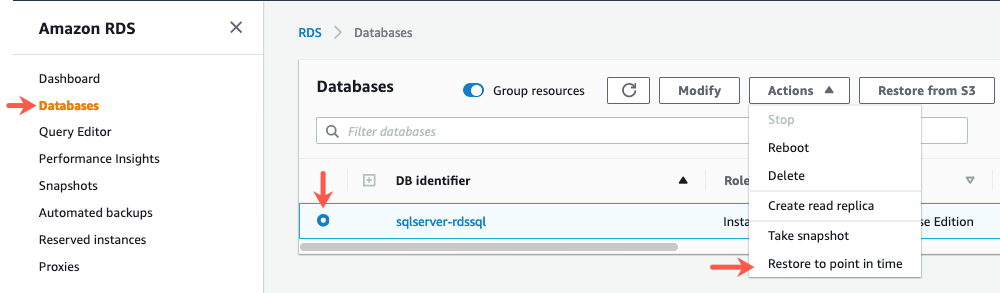 Amazon RDS
Dashboard
Databases
Query Editor
Performance Insights
Snapshots
Automated backups
Reserved instances
Proxies
RDS > Databases
Databases
Group resources
Modify
Actions
Restore from S3
Filter databases
Stop
Reboot
Delete
Create read replica
Take snapshot
Restore to point in time
DB identifier
Role
sqlserver-rdssql
Insta
se Edition